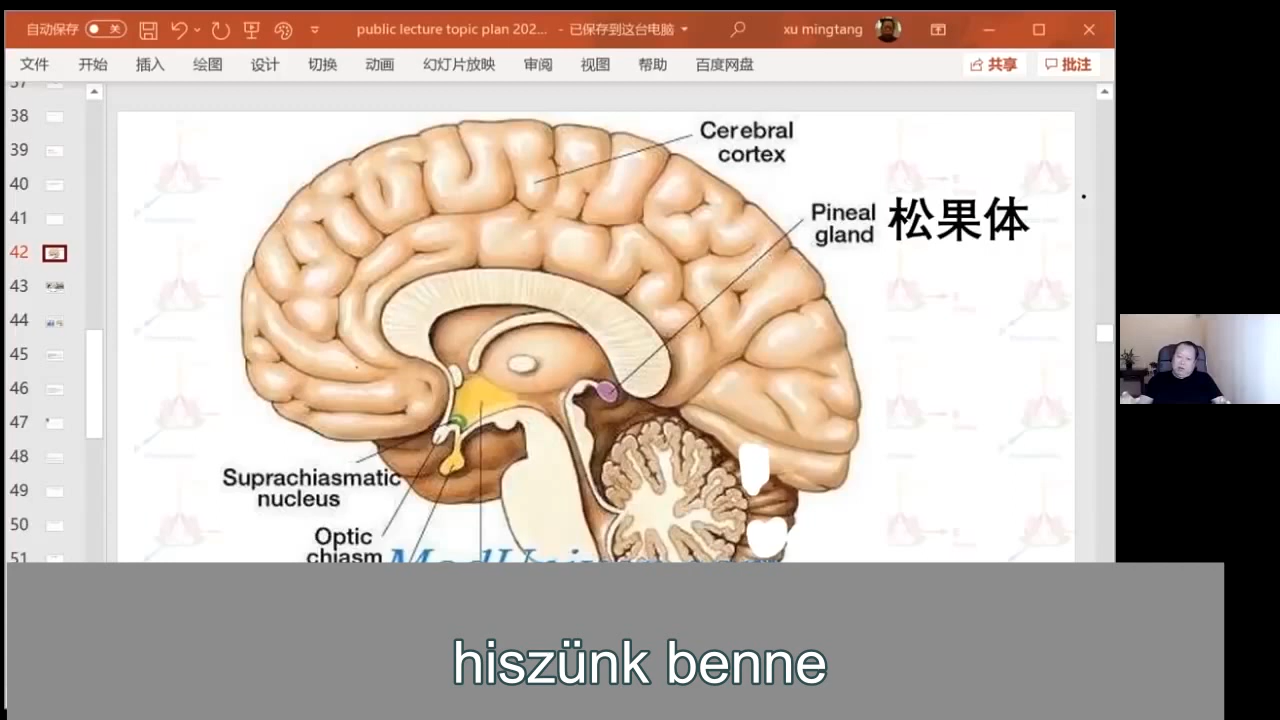 自动保存 关 public lecture topic plan 202... - 已保存到这台电脑 xu mingtang
文件 开始 插入 绘图 设计 切换 动画 幻灯片放映 审阅 视图 帮助 百度网盘 共享 批注
37
38
39
40
41
42
43
44
45
46
47
48
49
50
51
Cerebral
cortex
Pineal
gland
松果体
Suprachiasmatic
nucleus
Optic
chiasm
hiszünk benne